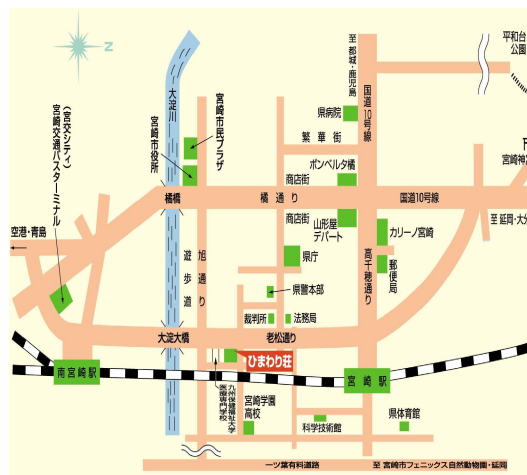 N
大淀川
至 都城・鹿児島
国道10号線
平和台
公園
県病院
繁華街
宮崎市民プラザ
宮崎市役所
ボンベルタ橘
商店街
宮崎神宮
(宮交シティ)
宮崎交通バスターミナル
橘橋
橘通り
国道10号線
商店街
山形屋
デパート
カリーノ宮崎
至 延岡・大分
空港・青島
遊歩道
旭通り
県庁
高千穂通り
郵便局
県警本部
裁判所
法務局
大淀大橋
老松通り
ひまわり荘
南宮崎駅
宮崎駅
九州保健福祉大学
医療専門学校
宮崎学園
高校
科学技術館
県体育館
一ツ葉有料道路
至 宮崎市フェニックス自然動物園・延岡